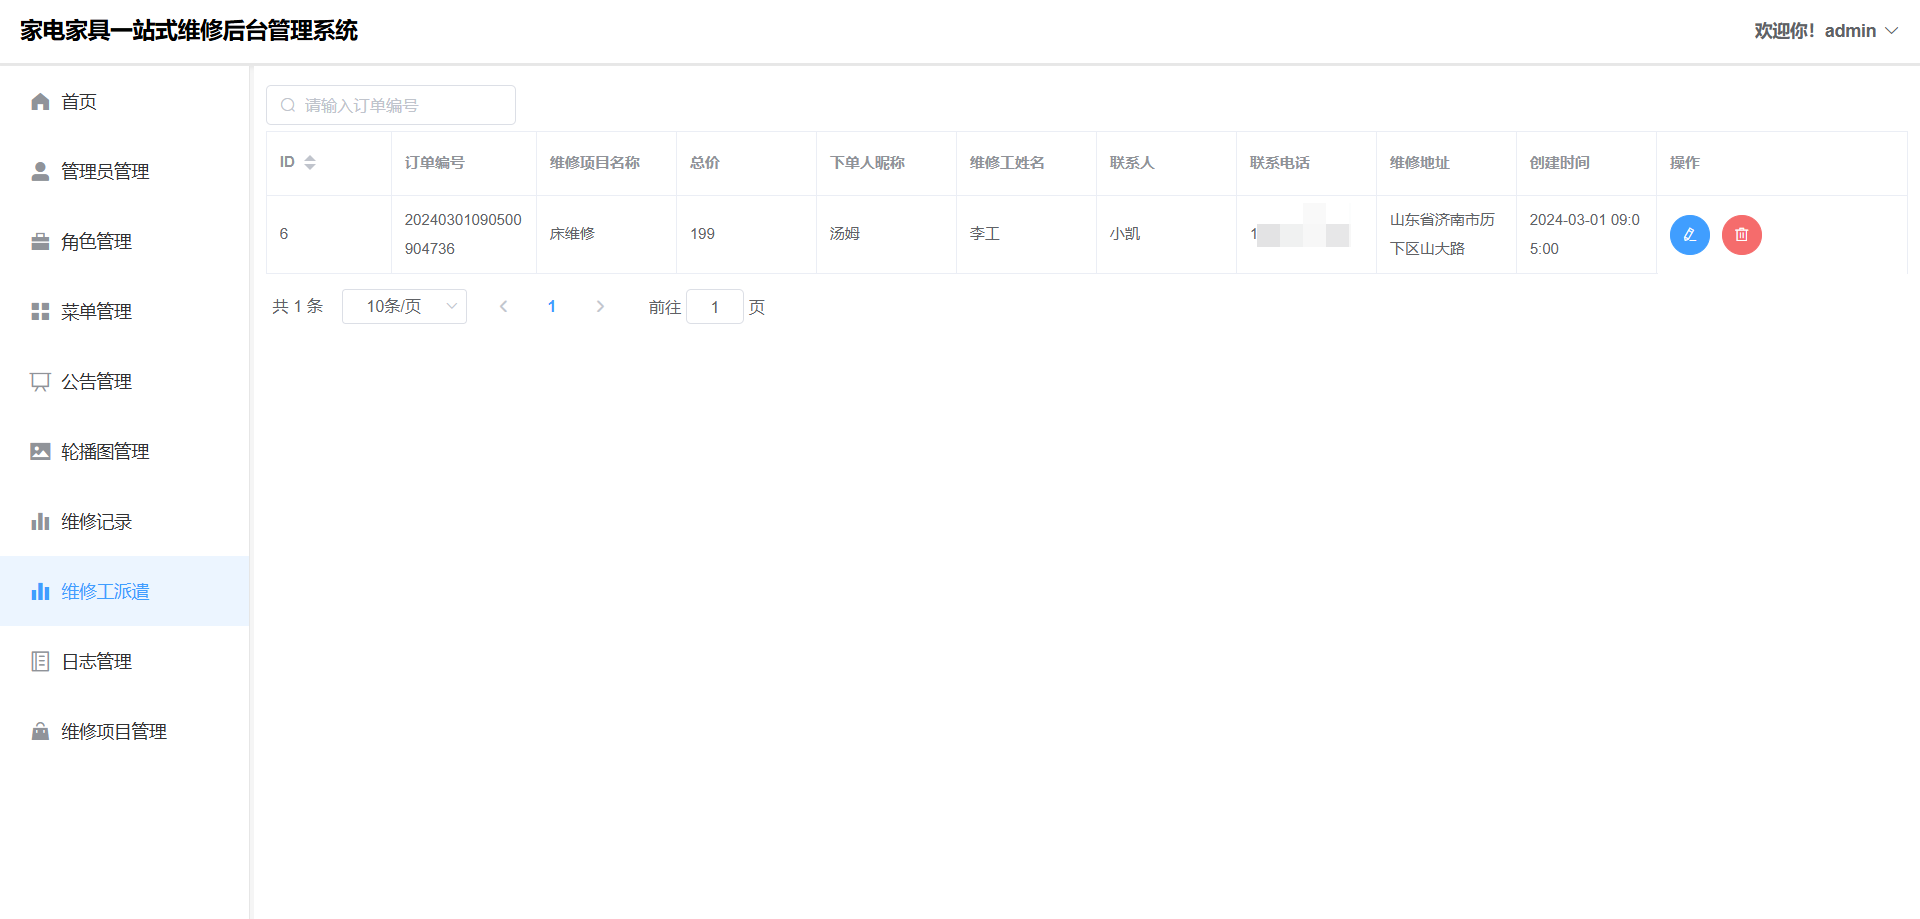 家电家具一站式维修后台管理系统
欢迎你！admin
首页
管理员管理
角色管理
菜单管理
公告管理
轮播图管理
维修记录
维修工派遣
日志管理
维修项目管理
请输入订单编号
ID 订单编号 维修项目名称 总价 下单人昵称 维修工姓名 联系人 联系电话 维修地址 创建时间 操作
6 20240301090500 床维修 199 汤姆 李工 小凯 1 山东省济南市历 2024-03-01 09:0
904736 下区山大路 5:00
共 1 条 10条/页 1 前往 1 页